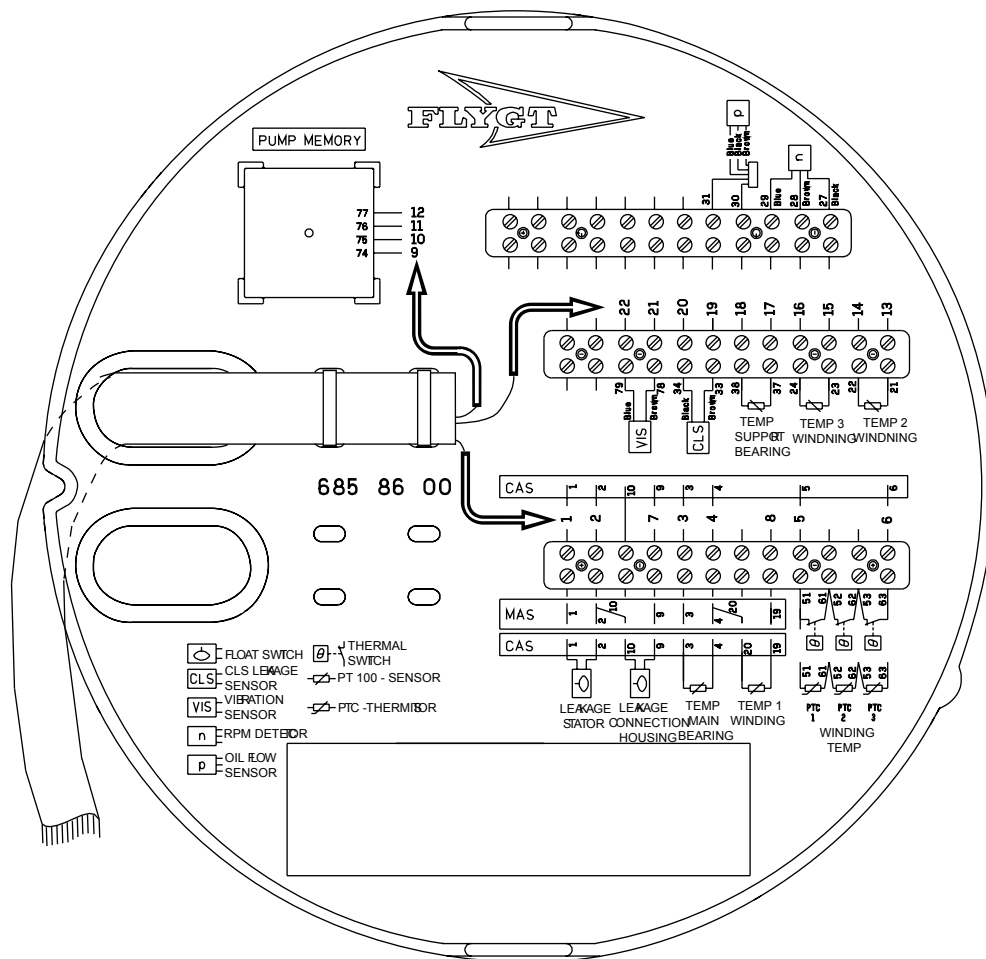 FLYGT
PUMP MEMORY
p
Blue
Black
Brown
n
31
30
29
Blue
28
Brown
27
Black
77 12
76 11
75 10
74 9
22 21 20 19 18 17 16 15 14 13
79 78 34 33 38 37 24 23 22 21
Blue Brown Black Brown
VIS
CLS
TEMP
SUPPORT
BEARING
TEMP 3
WINDNING
TEMP 2
WINDNING
685 86 00
CAS 1 2 10 9 3 4 5 6
1 2 7 3 4 8 5 6
MAS 1 2 10 9 3 4 20 19
51 61 52 62 53 63
θ θ θ
CAS 1 2 10 9 3 4 20 19
51 61 52 62 53 63
PTC 1
PTC 2
PTC 3
LEAKAGE
STATOR
LEAKAGE
CONNECTION
HOUSING
TEMP
MAIN
BEARING
TEMP 1
WINDING
WINDING
TEMP
FLOAT SWITCH
CLS CLS LEKAGE
SENSOR
VIS VIBRATION
SENSOR
n RPM DETECTOR
p OIL FLOW
SENSOR
θ THERMAL
SWITCH
PT 100 - SENSOR
PTC -THERMITOR